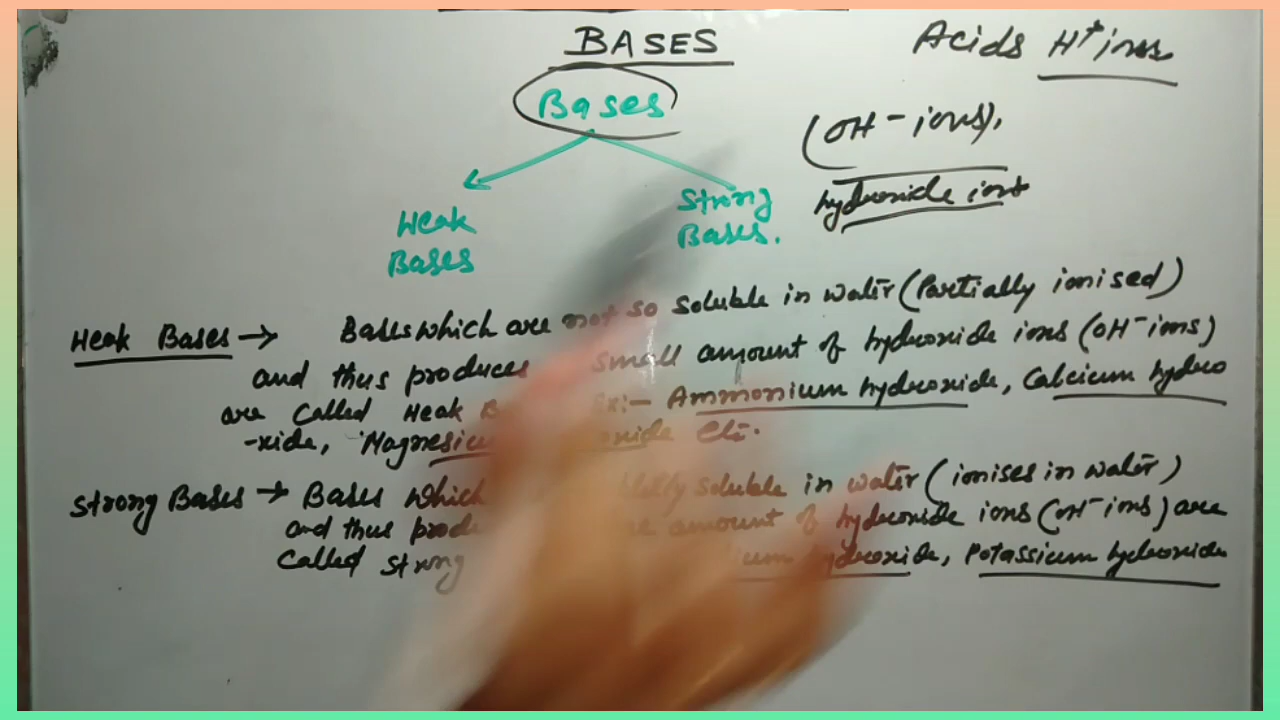 BASES
Acids H⁺ ions
Bases
(OH⁻ ions),
hydroxide ions
Weak
Bases
Strong
Bases.
Weak Bases → Bases which are not so soluble in water (Partially ionised)
and thus produces small amount of hydroxide ions (OH⁻ ions)
are Called Weak Ex:- Ammonium hydroxide, Calcium hydro
-xide, Magnesium etc.
Strong Bases → Bases which soluble in water (ionises in water)
and thus amount of hydroxide ions (OH⁻ ions) are
Called strong hydroxide, Potassium hydroxide